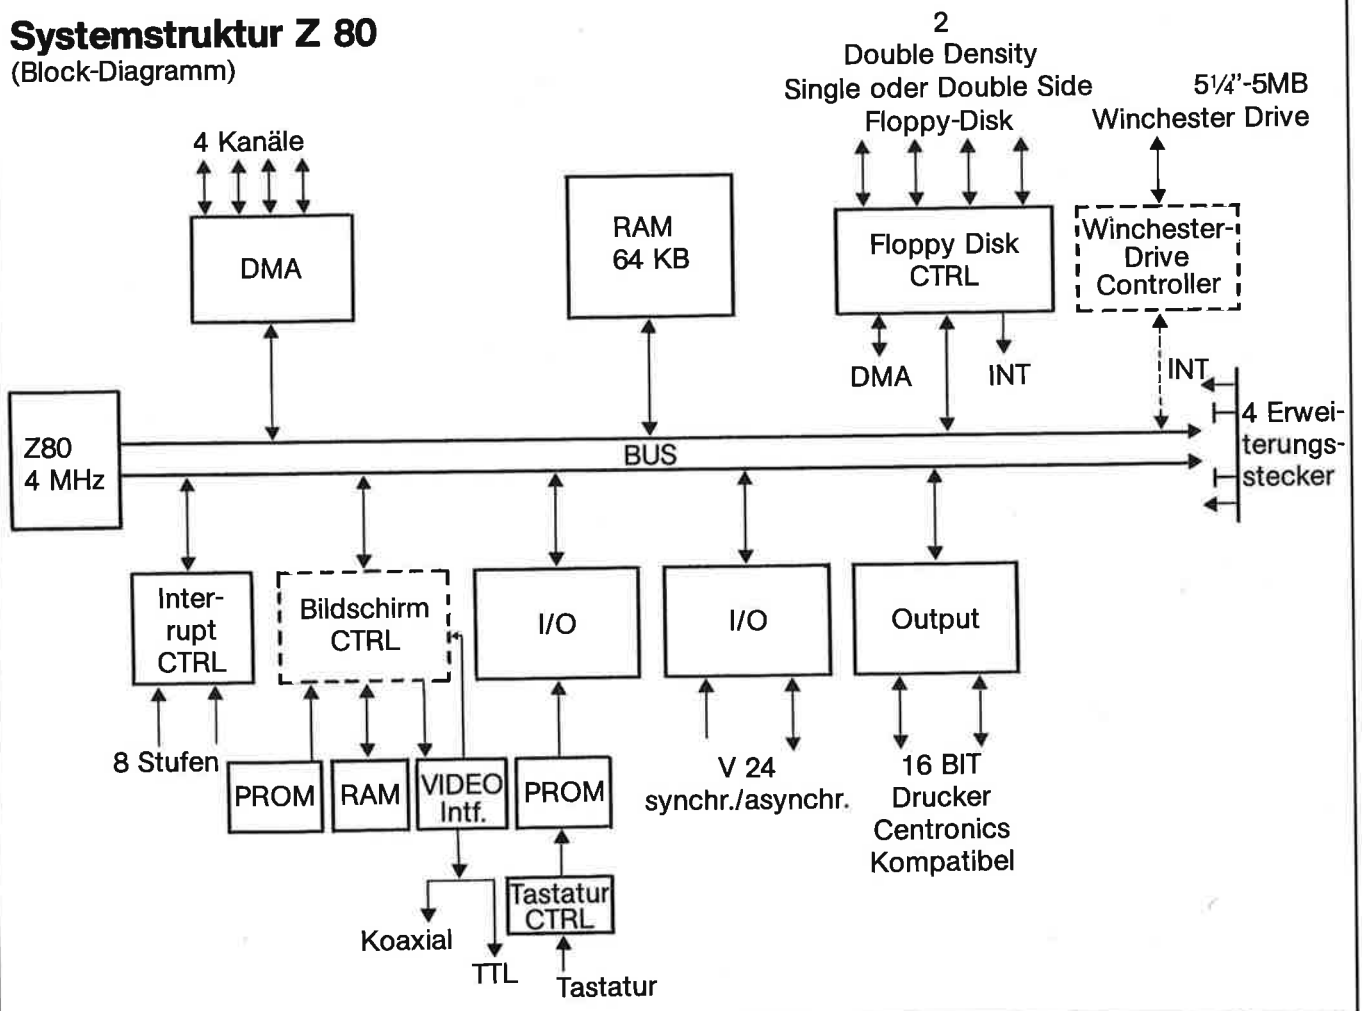 Systemstruktur Z 80
(Block-Diagramm)
4 Kanäle
DMA
RAM
64 KB
2
Double Density
Single oder Double Side
Floppy-Disk
Floppy Disk
CTRL
DMA
INT
5¼"-5MB
Winchester Drive
Winchester-
Drive
Controller
INT
4 Erwei-
terungs-
stecker
Z80
4 MHz
BUS
Inter-
rupt
CTRL
8 Stufen
Bildschirm
CTRL
PROM
RAM
VIDEO
Intf.
Koaxial
TTL
I/O
PROM
Tastatur
CTRL
Tastatur
I/O
V 24
synchr./asynchr.
Output
16 BIT
Drucker
Centronics
Kompatibel